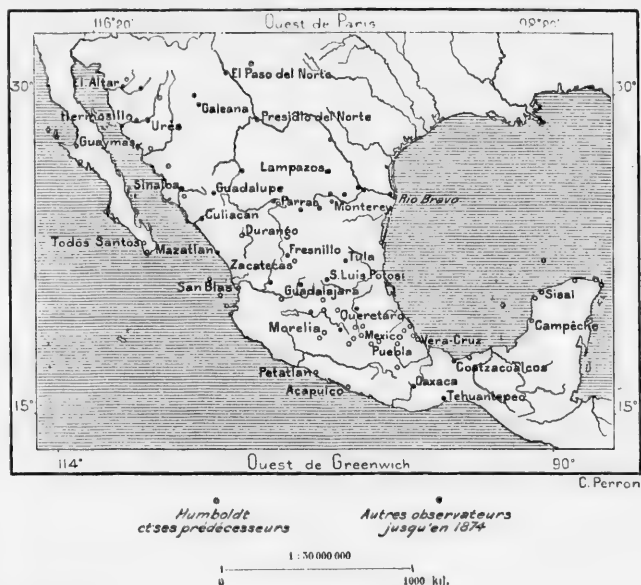 116°20' Ouest de Paris 92°20'
30° 30°
El Altar
El Paso del Norte
Galeana
Hermosillo
Ures
Presidio del Norte
Guaymas
Lampazos
Sinaloa
Guadalupe
Parras
Rio Bravo
Monterey
Culiacán
Durango
Todos Santos
Mazatlan
Fresnillo
Tula
Zacatecas
S. Luis Potosi
San Blas
Guadalajara
Sisal
Queretaro
Campêche
Morelia
Mexico
Vera-Cruz
Puebla
Coatzacoalcos
Petatlan
Oaxaca
Acapulco
Tehuantepec
15° 15°
114° Ouest de Greenwich 90°
C. Perron
Humboldt
et ses prédécesseurs
Autres observateurs
jusqu'en 1874
1 : 30 000 000
0 1000 kil.